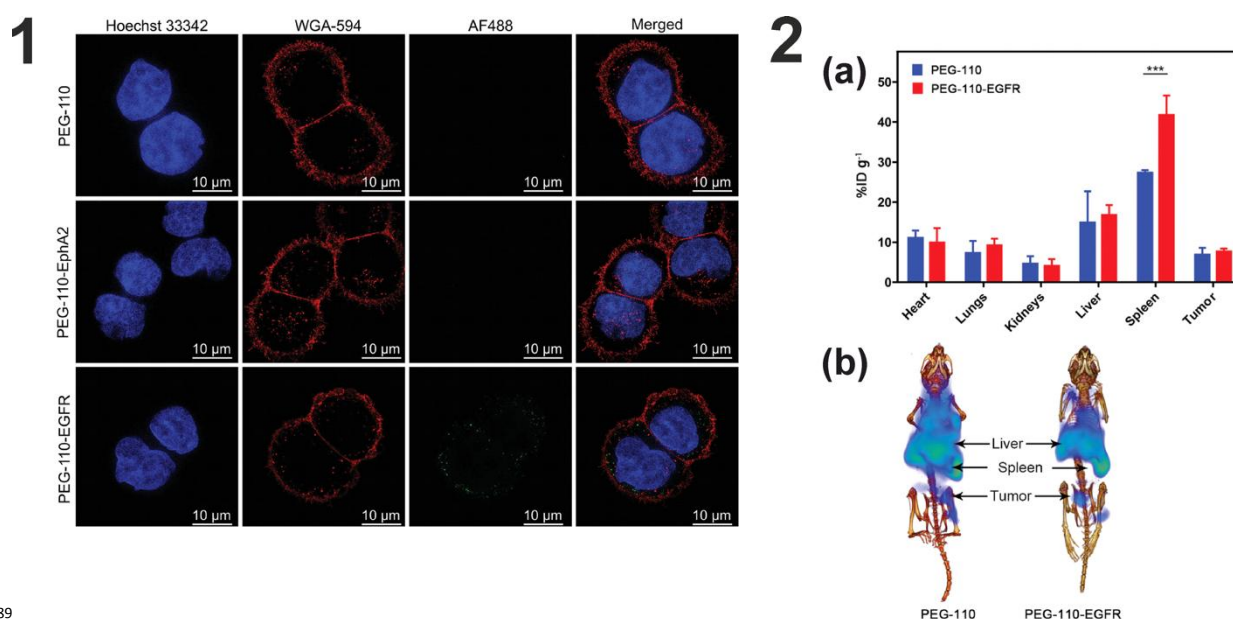 1
Hoechst 33342 WGA-594 AF488 Merged
PEG-110
10 µm 10 µm 10 µm 10 µm
PEG-110-EphA2
10 µm 10 µm 10 µm 10 µm
PEG-110-EGFR
10 µm 10 µm 10 µm 10 µm
2
(a)
PEG-110
PEG-110-EGFR
***
%ID g⁻¹
50
40
30
20
10
0
Heart Lungs Kidneys Liver Spleen Tumor
(b)
Liver
Spleen
Tumor
PEG-110 PEG-110-EGFR
39